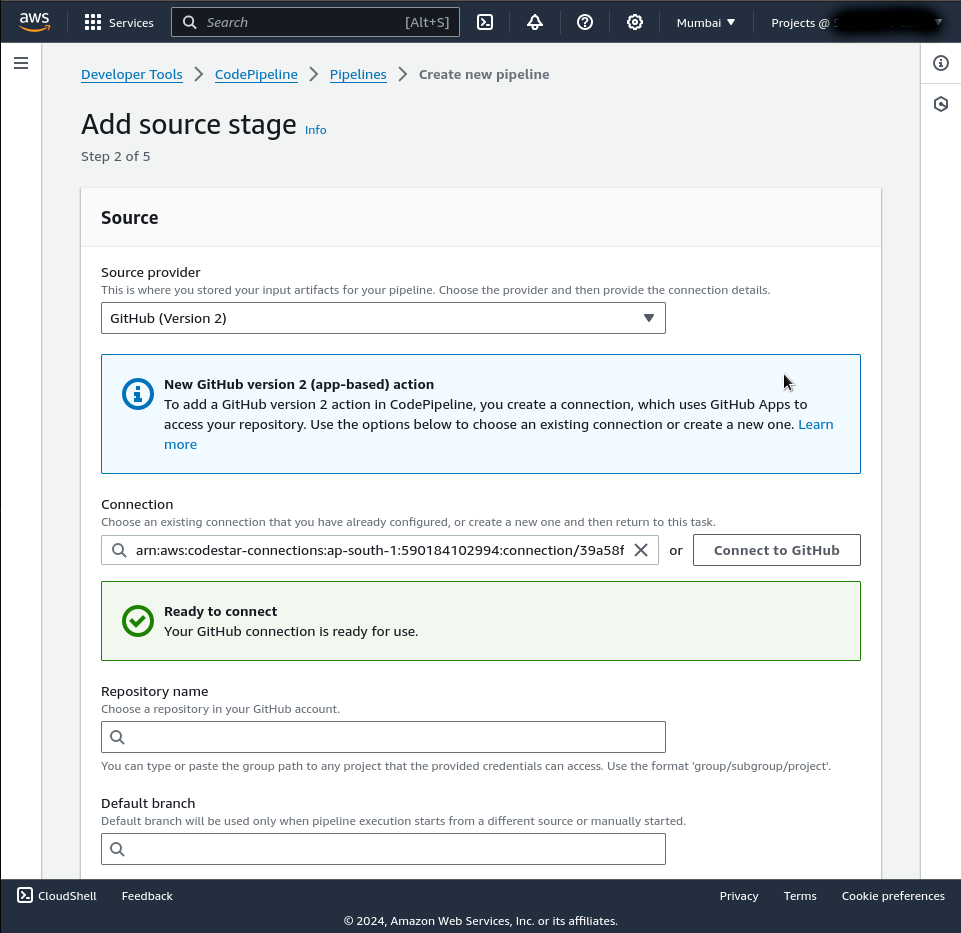 aws
Services
Search [Alt+S]
Mumbai
Projects @
Developer Tools
CodePipeline
Pipelines
Create new pipeline
Add source stage Info
Step 2 of 5
Source
Source provider
This is where you stored your input artifacts for your pipeline. Choose the provider and then provide the connection details.
GitHub (Version 2)
New GitHub version 2 (app-based) action
To add a GitHub version 2 action in CodePipeline, you create a connection, which uses GitHub Apps to
access your repository. Use the options below to choose an existing connection or create a new one. Learn
more
Connection
Choose an existing connection that you have already configured, or create a new one and then return to this task.
arn:aws:codestar-connections:ap-south-1:590184102994:connection/39a58f
or
Connect to GitHub
Ready to connect
Your GitHub connection is ready for use.
Repository name
Choose a repository in your GitHub account.
You can type or paste the group path to any project that the provided credentials can access. Use the format 'group/subgroup/project'.
Default branch
Default branch will be used only when pipeline execution starts from a different source or manually started.
CloudShell
Feedback
Privacy
Terms
Cookie preferences
© 2024, Amazon Web Services, Inc. or its affiliates.